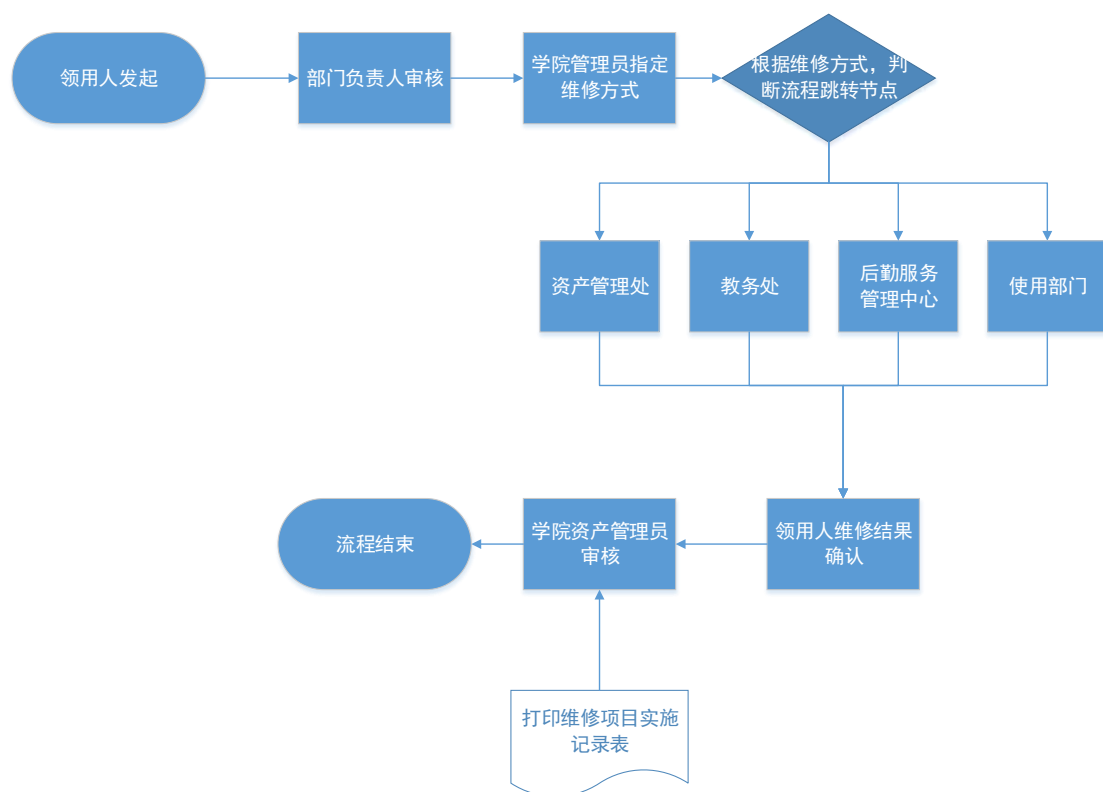 领用人发起
部门负责人审核
学院管理员指定
维修方式
根据维修方式，判
断流程跳转节点
资产管理处
教务处
后勤服务
管理中心
使用部门
流程结束
学院资产管理员
审核
领用人维修结果
确认
打印维修项目实施
记录表